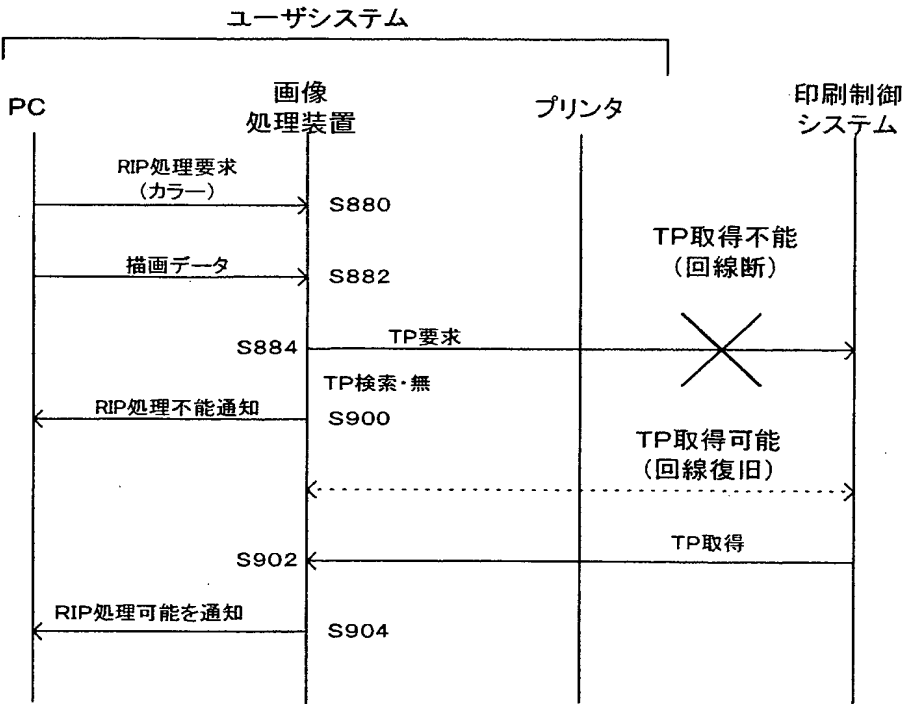 ユーザシステム
PC
画像
処理装置
プリンタ
印刷制御
システム
RIP処理要求
(カラー)
S880
描画データ
S882
TP取得不能
(回線断)
S884
TP要求
TP検索・無
RIP処理不能通知
S900
TP取得可能
(回線復旧)
S902
TP取得
RIP処理可能を通知
S904